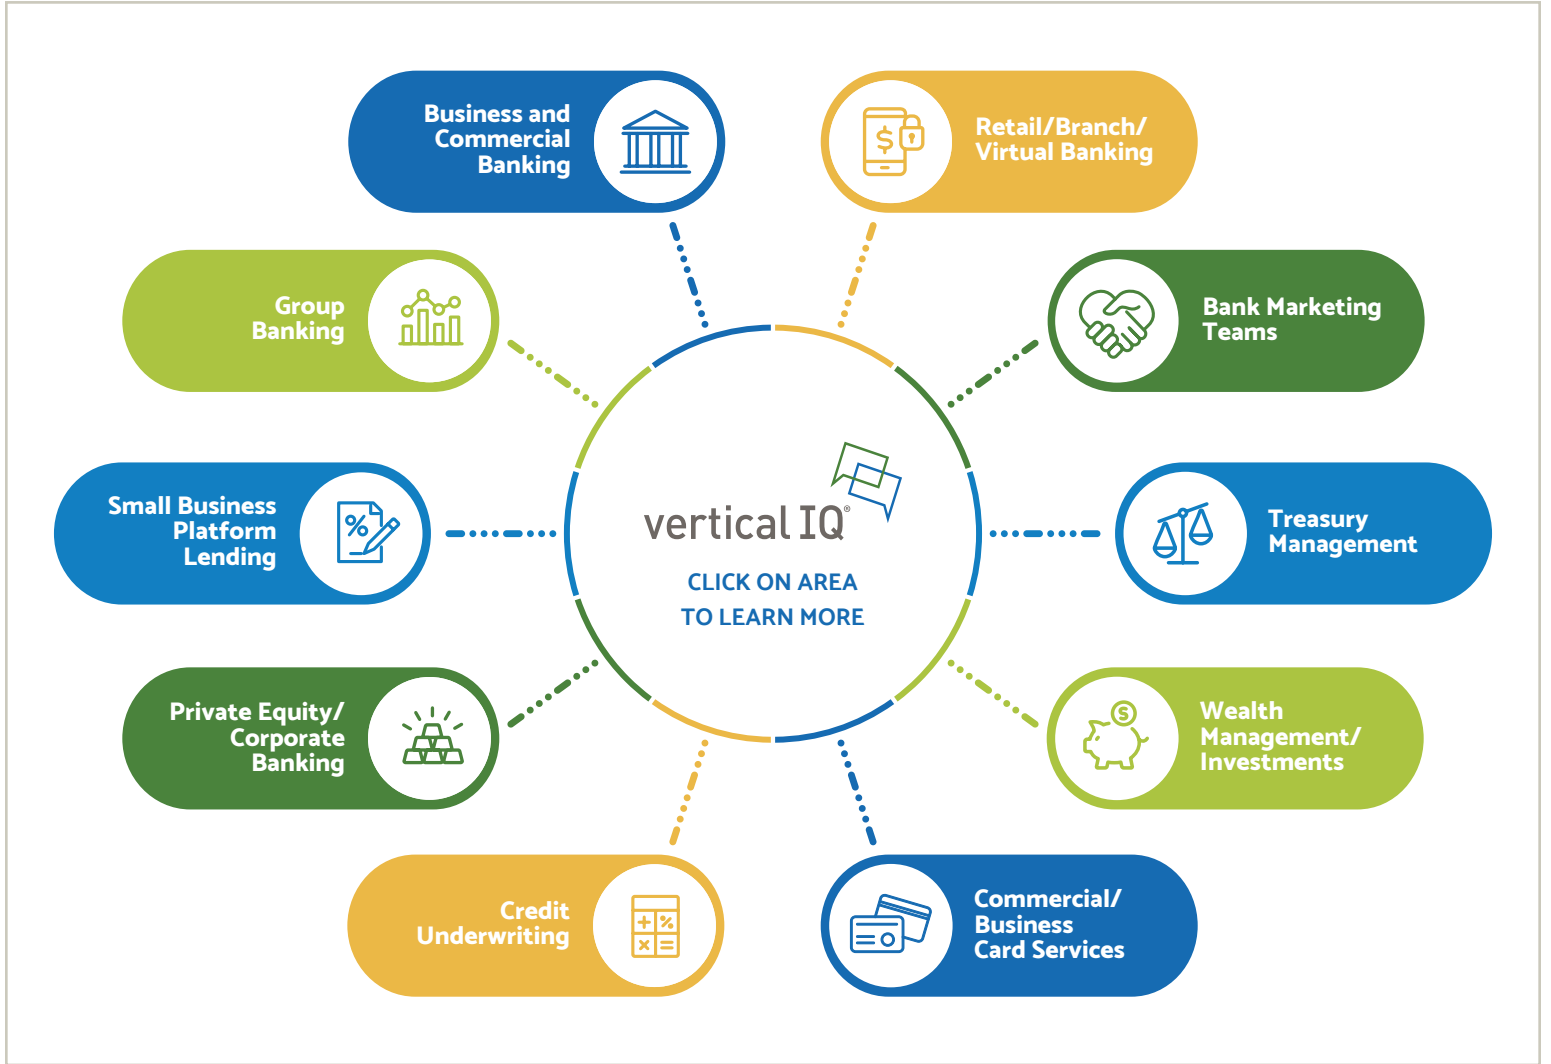 Business and
Commercial
Banking
Retail/Branch/
Virtual Banking
Group
Banking
Bank Marketing
Teams
Small Business
Platform
Lending
vertical IQ®
CLICK ON AREA
TO LEARN MORE
Treasury
Management
Private Equity/
Corporate
Banking
Wealth
Management/
Investments
Credit
Underwriting
Commercial/
Business
Card Services